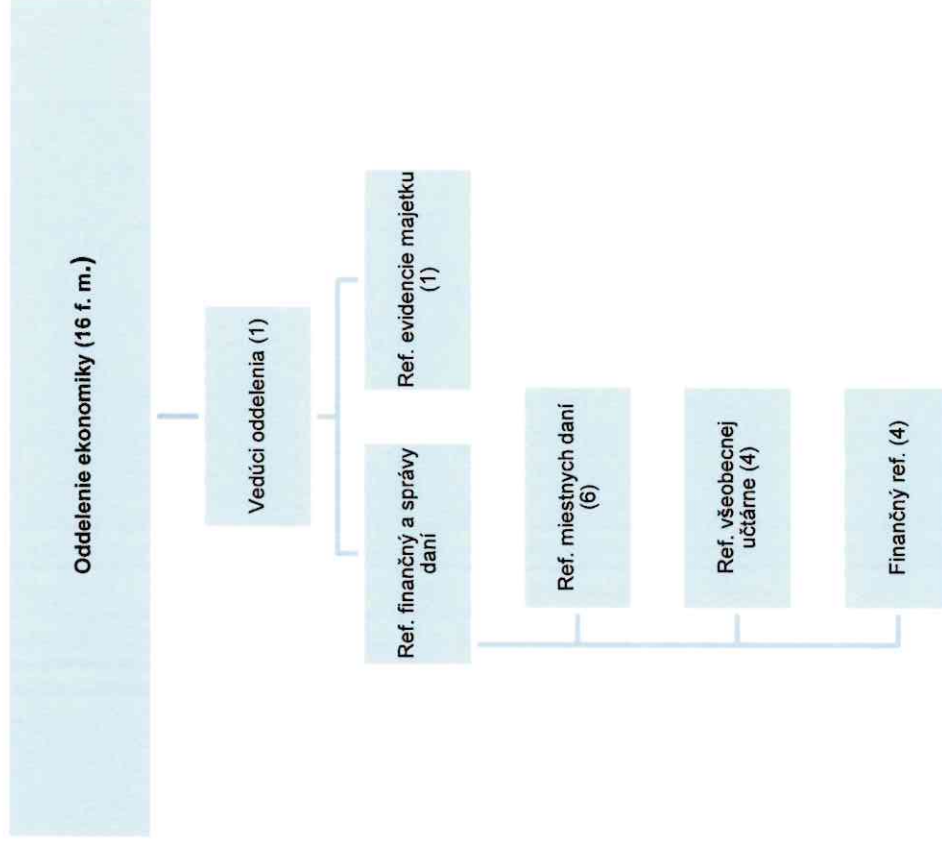 Oddelenie ekonomiky (16 f. m.)
Vedúci oddelenia (1)
Ref. finančný a správy
daní
Ref. evidencie majetku
(1)
Ref. miestnych daní
(6)
Ref. všeobecnej
učtárne (4)
Finančný ref. (4)